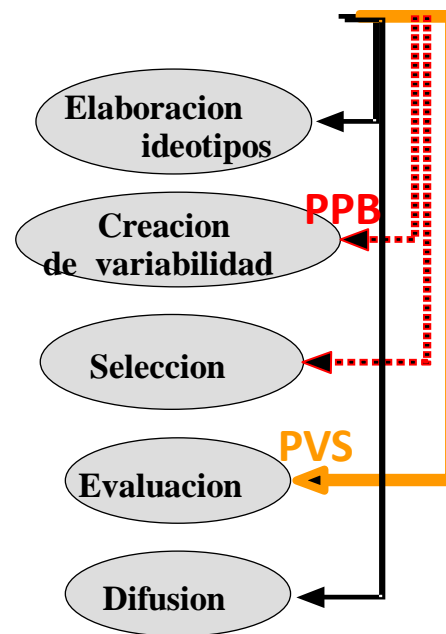 Elaboracion
ideotipos
PPB
Creacion
de variabilidad
Seleccion
PVS
Evaluacion
Difusion